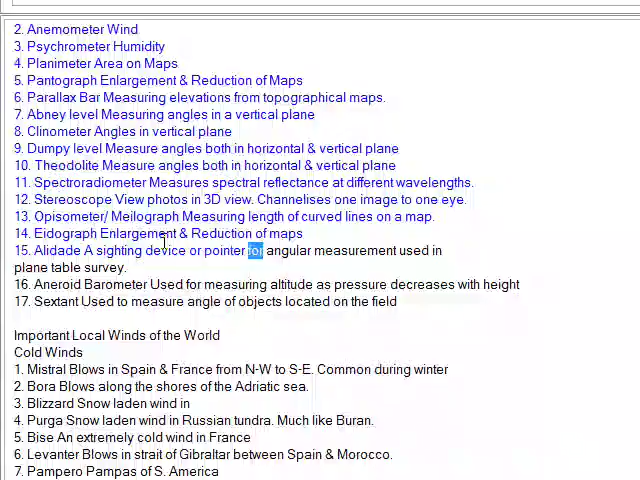 2. Anemometer Wind
3. Psychrometer Humidity
4. Planimeter Area on Maps
5. Pantograph Enlargement & Reduction of Maps
6. Parallax Bar Measuring elevations from topographical maps.
7. Abney level Measuring angles in a vertical plane
8. Clinometer Angles in vertical plane
9. Dumpy level Measure angles both in horizontal & vertical plane
10. Theodolite Measure angles both in horizontal & vertical plane
11. Spectroradiometer Measures spectral reflectance at different wavelengths.
12. Stereoscope View photos in 3D view. Channelises one image to one eye.
13. Opisometer/ Meilograph Measuring length of curved lines on a map.
14. Eidograph Enlargement & Reduction of maps
15. Alidade A sighting device or pointer for angular measurement used in
plane table survey.
16. Aneroid Barometer Used for measuring altitude as pressure decreases with height
17. Sextant Used to measure angle of objects located on the field
Important Local Winds of the World
Cold Winds
1. Mistral Blows in Spain & France from N-W to S-E. Common during winter
2. Bora Blows along the shores of the Adriatic sea.
3. Blizzard Snow laden wind in
4. Purga Snow laden wind in Russian tundra. Much like Buran.
5. Bise An extremely cold wind in France
6. Levanter Blows in strait of Gibraltar between Spain & Morocco.
7. Pampero Pampas of S. America